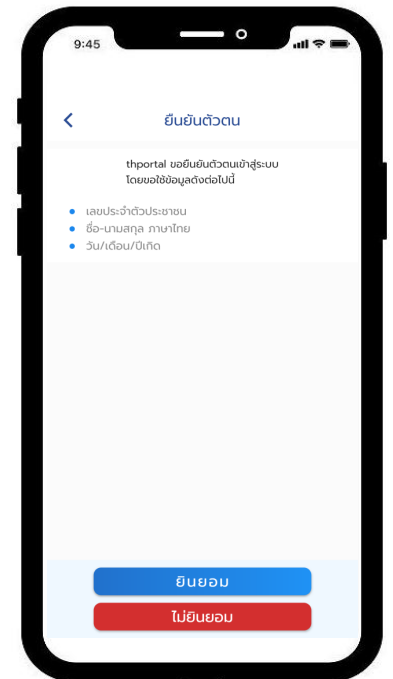 9:45
ยืนยันตัวตน
thportal ขอยืนยันตัวตนเข้าสู่ระบบ
โดยขอใช้ข้อมูลดังต่อไปนี้
เลขประจำตัวประชาชน
ชื่อ-นามสกุล ภาษาไทย
วัน/เดือน/ปีเกิด
ยินยอม
ไม่ยินยอม